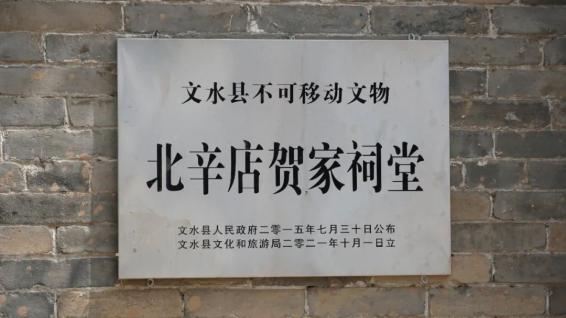 文水县不可移动文物
北辛店贺家祠堂
文水县人民政府二零一五年七月三十日公布
文水县文化和旅游局二零二一年十月一日立